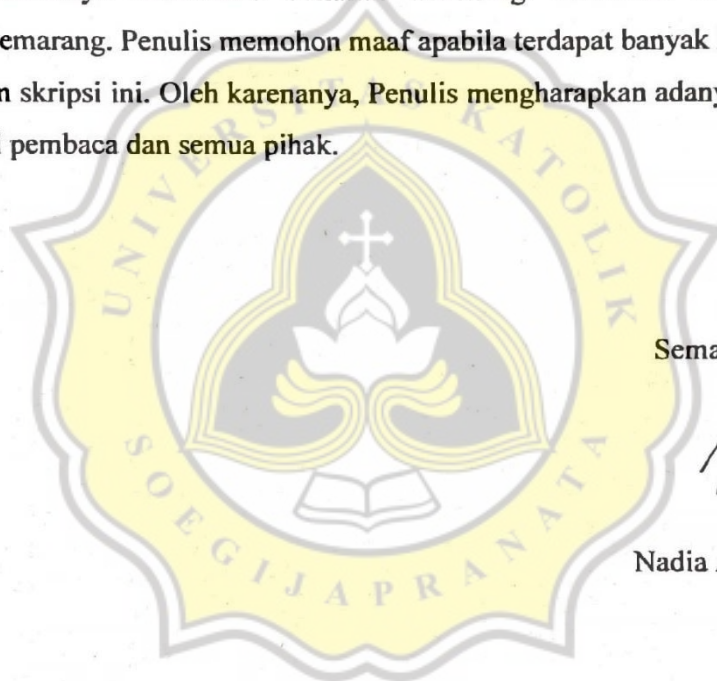 emarang. Penulis memohon maaf apabila terdapat banyak
n skripsi ini. Oleh karenanya, Penulis mengharapkan adany
pembaca dan semua pihak.
UNIVERSITAS KATOLIK
SOEGIJAPRANATA
Sema
Nadia